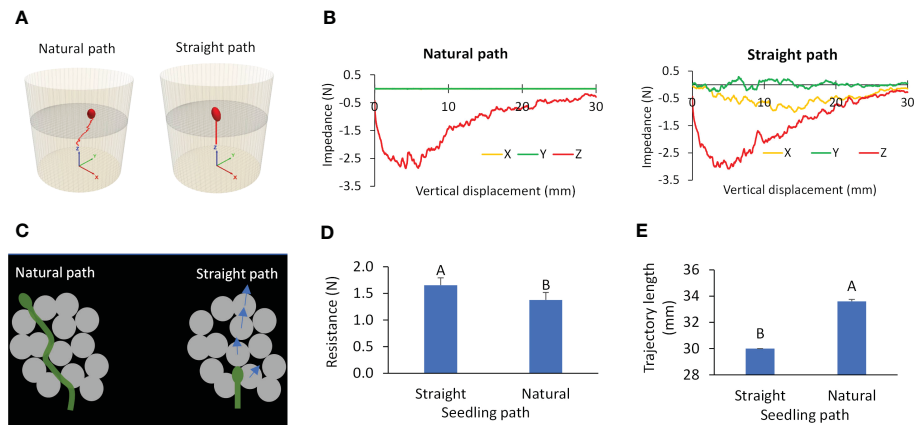 A
Natural path
Straight path
Z
Y
X
Z
Y
X
B
Natural path
0.5
-0.5
-1.5
-2.5
-3.5
0
10
20
30
Impedance (N)
X
Y
Z
Vertical displacement (mm)
Straight path
0.5
-0.5
-1.5
-2.5
-3.5
0
10
20
30
Impedance (N)
X
Y
Z
Vertical displacement (mm)
C
Natural path
Straight path
D
2.0
1.5
1.0
0.5
0.0
Resistance (N)
A
B
Straight
Natural
Seedling path
E
36
34
32
30
28
Trajectory length
(mm)
B
A
Straight
Natural
Seedling path